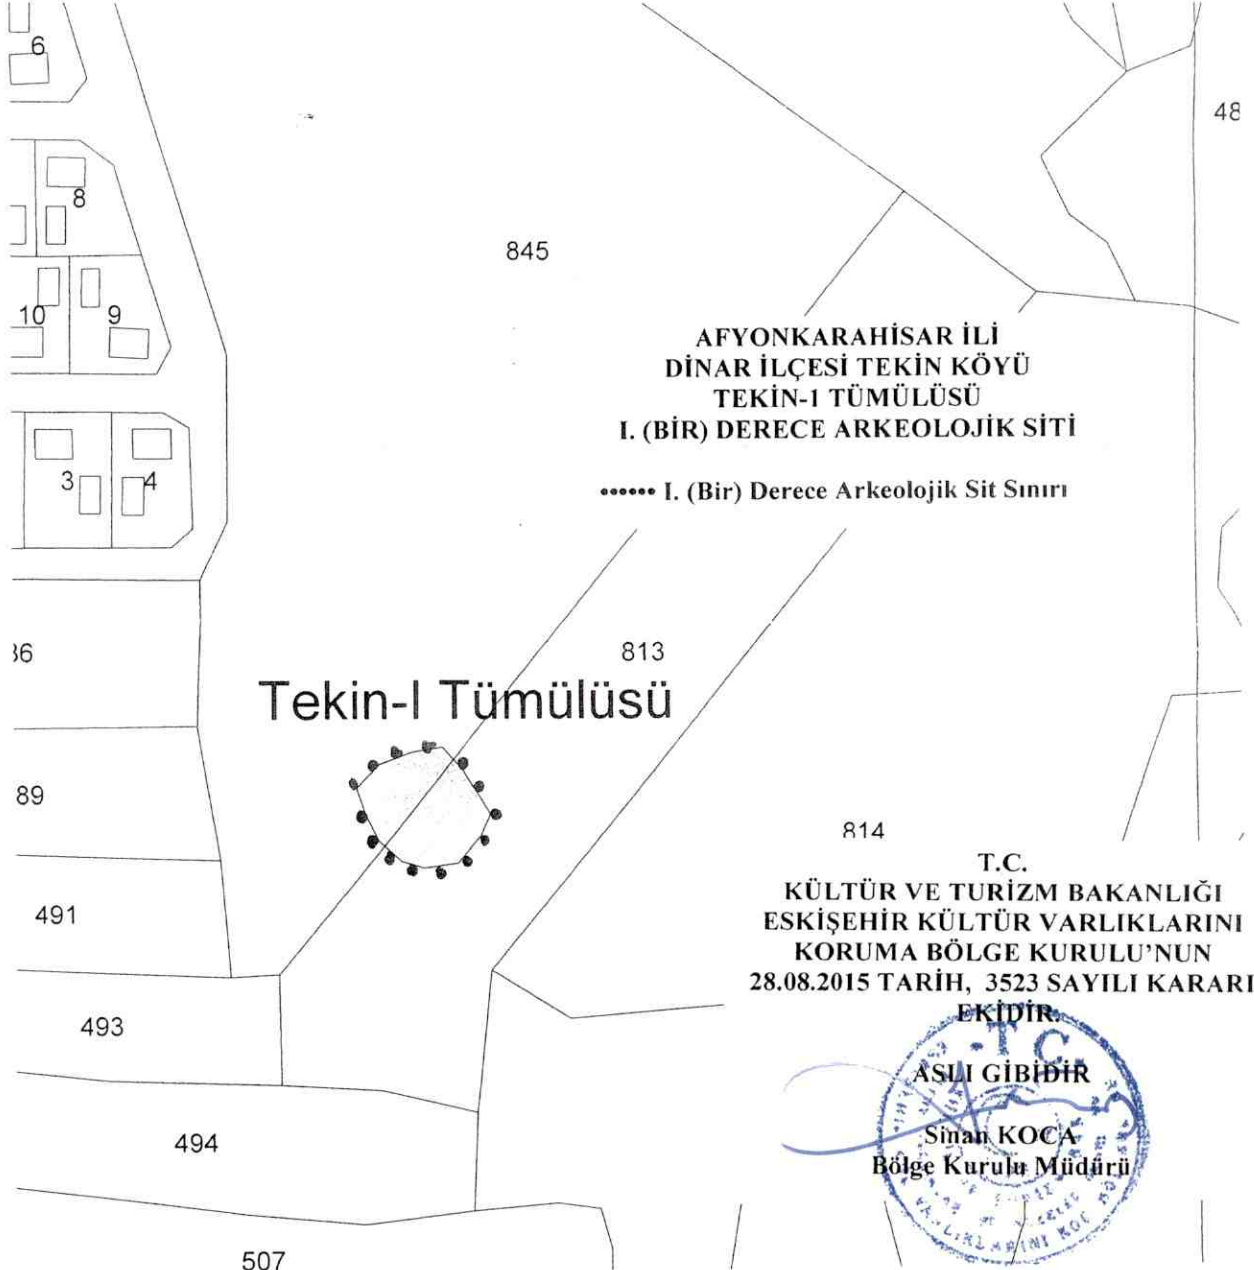 6
48
8
845
10
9
AFYONKARAHİSAR İLİ
DİNAR İLÇESİ TEKİN KÖYÜ
TEKİN-1 TÜMÜLÜSÜ
I. (BİR) DERECE ARKEOLOJİK SİTİ
3
4
I. (Bir) Derece Arkeolojik Sit Sınırı
813
Tekin-I Tümülüsü
89
814
491
T.C.
KÜLTÜR VE TURİZM BAKANLIĞI
ESKİŞEHİR KÜLTÜR VARLIKLARINI
KORUMA BÖLGE KURULU'NUN
28.08.2015 TARİH, 3523 SAYILI KARARI
EKİDİR.
493
T.C.
ASLI GİBİDİR
494
Sinan KOCA
Bölge Kurulu Müdürü
507